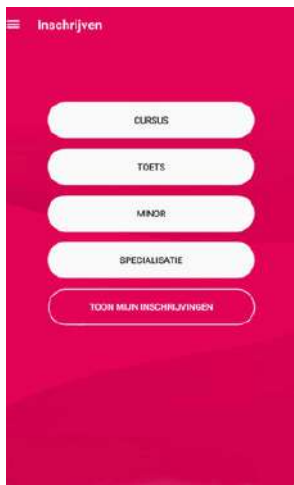 Inschrijven
CURSUS
TOETS
MINOR
SPECIALISATIE
TOON MIJN INSCHRIJVINGEN